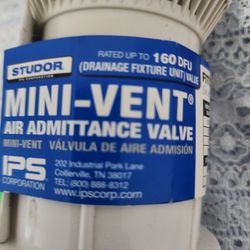 STUDOR
RATED UP TO 160 DFU
(DRAINAGE FIXTURE UNIT) VALUE
MINI-VENT®
AIR ADMITTANCE VALVE
MINI-VENT VÁLVULA DE AIRE ADMISIÓN
IPS
CORPORATION
202 Industrial Park Lane
Collierville, TN 38017
TEL: (800) 888-8312
www.ipscorp.com